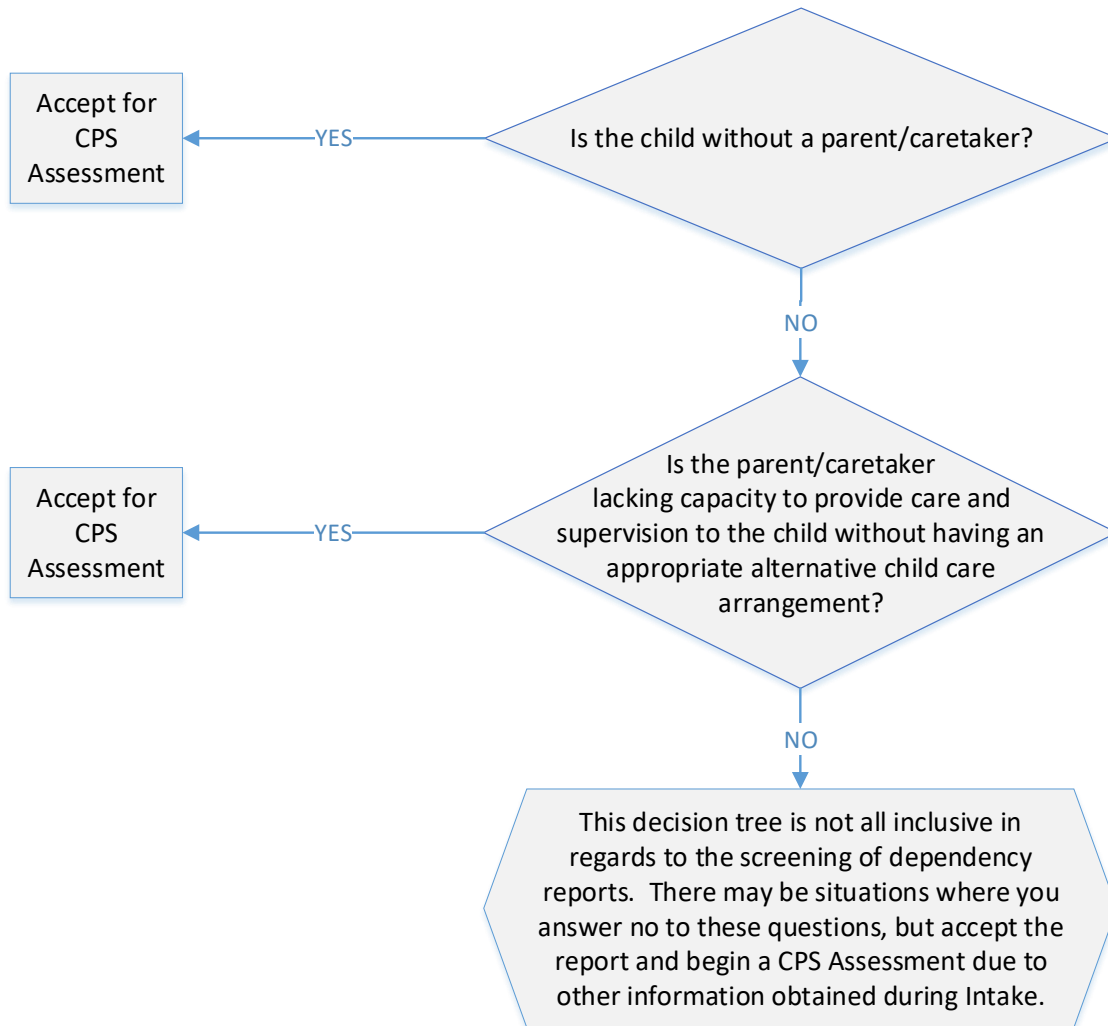 Is the child without a parent/caretaker?
YES
Accept for
CPS
Assessment
NO
Is the parent/caretaker
lacking capacity to provide care and
supervision to the child without having an
appropriate alternative child care
arrangement?
YES
Accept for
CPS
Assessment
NO
This decision tree is not all inclusive in
regards to the screening of dependency
reports.  There may be situations where you
answer no to these questions, but accept the
report and begin a CPS Assessment due to
other information obtained during Intake.